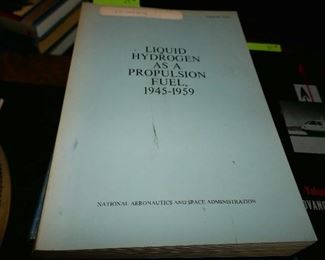 LIQUID
HYDROGEN
AS A
PROPULSION
FUEL,
1945-1959
NATIONAL AERONAUTICS AND SPACE ADMINISTRATION